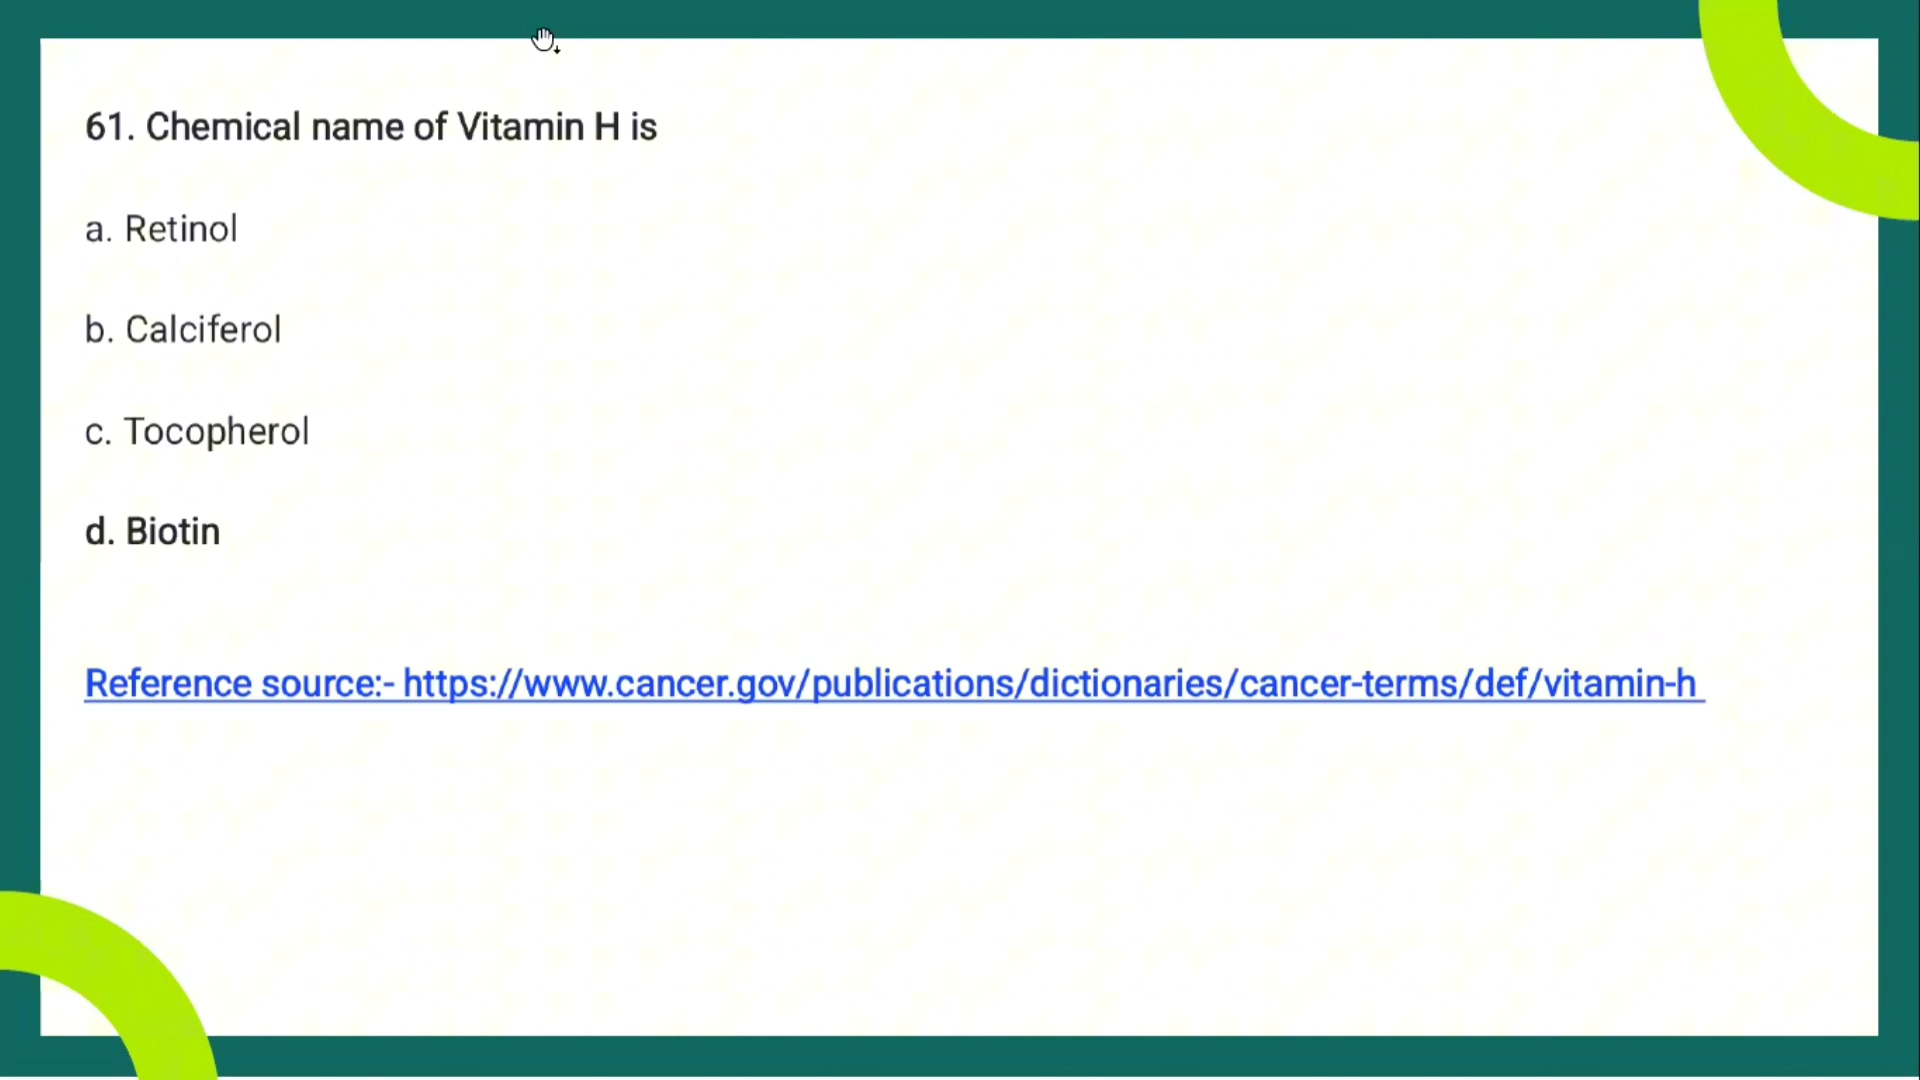 61. Chemical name of Vitamin H is
a. Retinol
b. Calciferol
c. Tocopherol
d. Biotin
Reference source:- https://www.cancer.gov/publications/dictionaries/cancer-terms/def/vitamin-h